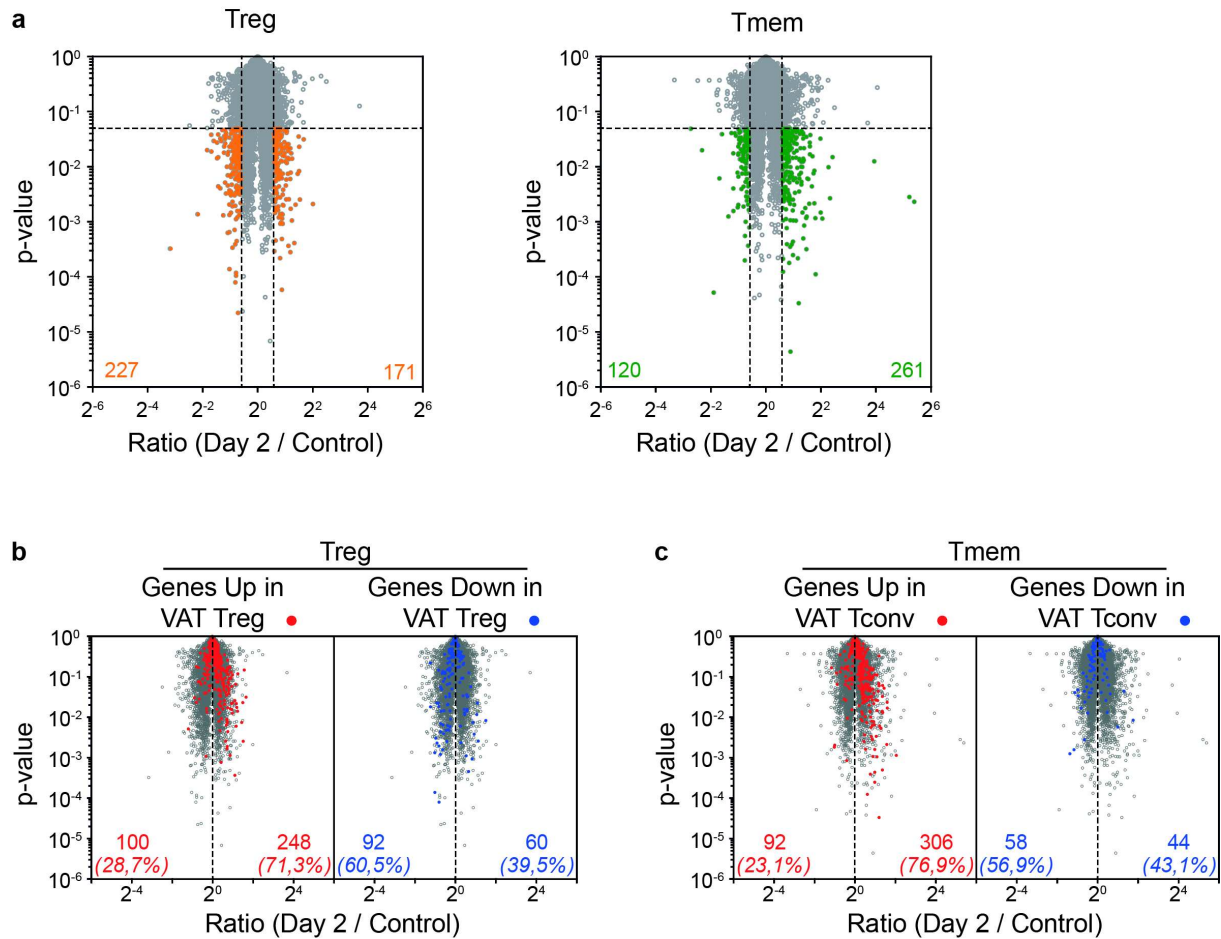 a
Treg
Tmem
p-value
10⁰
10⁻¹
10⁻²
10⁻³
10⁻⁴
10⁻⁵
10⁻⁶
227
171
2⁻⁶ 2⁻⁴ 2⁻² 2⁰ 2² 2⁴ 2⁶
Ratio (Day 2 / Control)
p-value
10⁰
10⁻¹
10⁻²
10⁻³
10⁻⁴
10⁻⁵
10⁻⁶
120
261
2⁻⁶ 2⁻⁴ 2⁻² 2⁰ 2² 2⁴ 2⁶
Ratio (Day 2 / Control)
b
Treg
Genes Up in
VAT Treg
Genes Down in
VAT Treg
p-value
10⁰
10⁻¹
10⁻²
10⁻³
10⁻⁴
10⁻⁵
10⁻⁶
100 248 92 60
(28,7%) (71,3%) (60,5%) (39,5%)
2⁻⁴ 2⁰ 2⁴ 2⁻⁴ 2⁰ 2⁴
Ratio (Day 2 / Control)
c
Tmem
Genes Up in
VAT Tconv
Genes Down in
VAT Tconv
p-value
10⁰
10⁻¹
10⁻²
10⁻³
10⁻⁴
10⁻⁵
10⁻⁶
92 306 58 44
(23,1%) (76,9%) (56,9%) (43,1%)
2⁻⁴ 2⁰ 2⁴ 2⁻⁴ 2⁰ 2⁴
Ratio (Day 2 / Control)